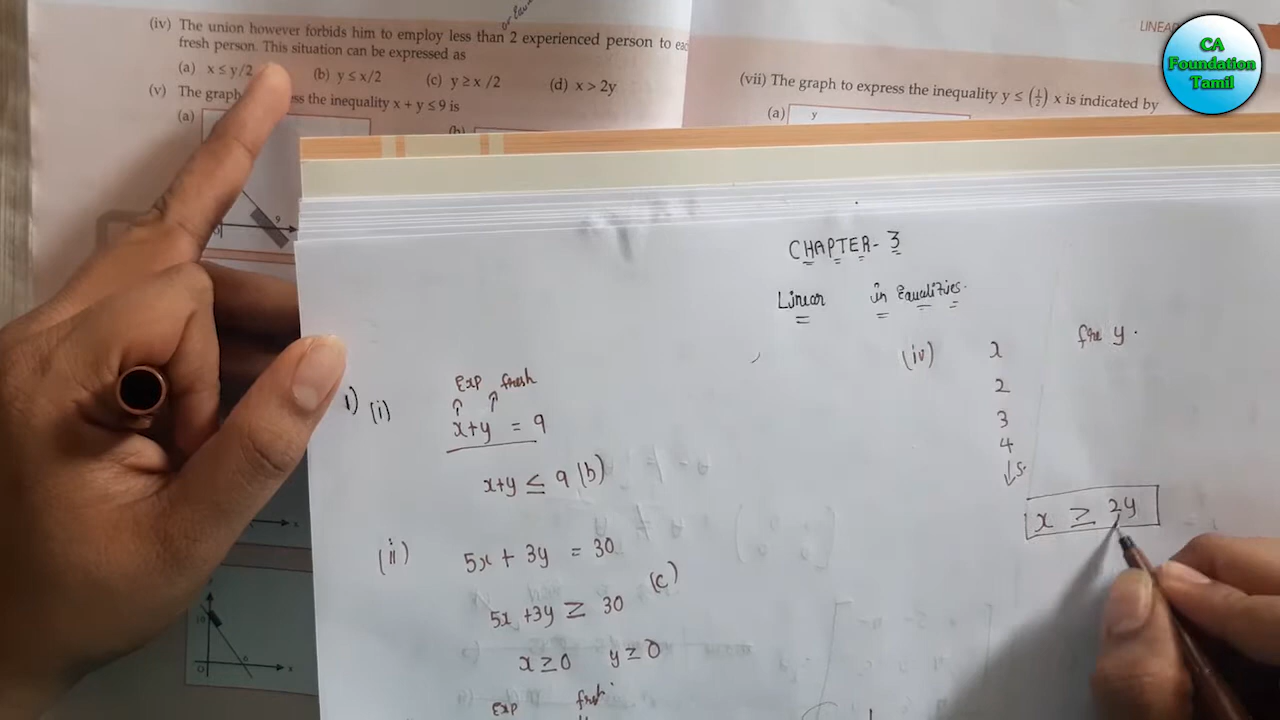 (iv) The union however forbids him to employ less than 2 experienced person to
fresh person. This situation can be expressed as
(a) x ≤ y/2 (b) y ≤ x/2 (c) y ≥ x /2 (d) x > 2y
(v) The graph the inequality x + y ≤ 9 is
(a)
9
x
LINEAR
CA
Foundation
Tamil
(vii) The graph to express the inequality y ≤ (1/2) x is indicated by
(a)
y
CHAPTER-3
Linear in Equalities.
1) (i)
Exp fresh
x+y = 9
x+y ≤ 9 (b)
(ii) 5x + 3y = 30
5x +3y ≥ 30 (c)
x ≥ 0 y ≥ 0
Exp
(iv) x y.
2
3
4
x ≥ 2y